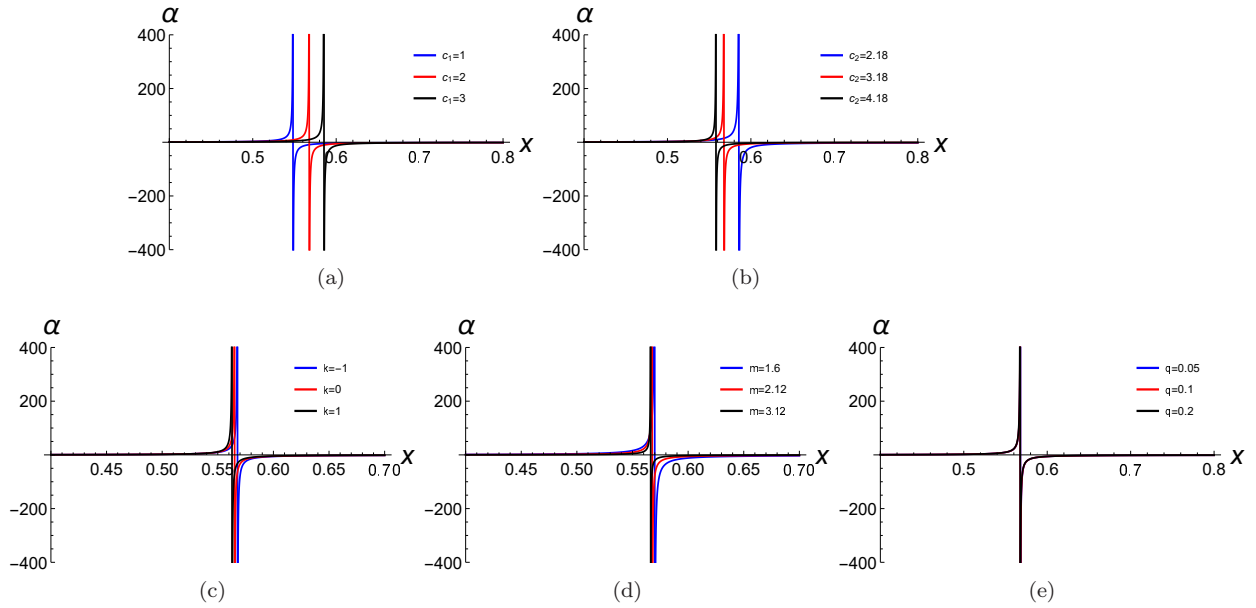 α
400
200
-200
-400
0.5
0.6
0.7
0.8
x
c₁=1
c₁=2
c₁=3
(a)
α
400
200
-200
-400
0.5
0.6
0.7
0.8
x
c₂=2.18
c₂=3.18
c₂=4.18
(b)
α
400
200
-200
-400
0.45
0.50
0.55
0.60
0.65
0.70
x
k=-1
k=0
k=1
(c)
α
400
200
-200
-400
0.45
0.50
0.55
0.60
0.65
0.70
x
m=1.6
m=2.12
m=3.12
(d)
α
400
200
-200
-400
0.5
0.6
0.7
0.8
x
q=0.05
q=0.1
q=0.2
(e)